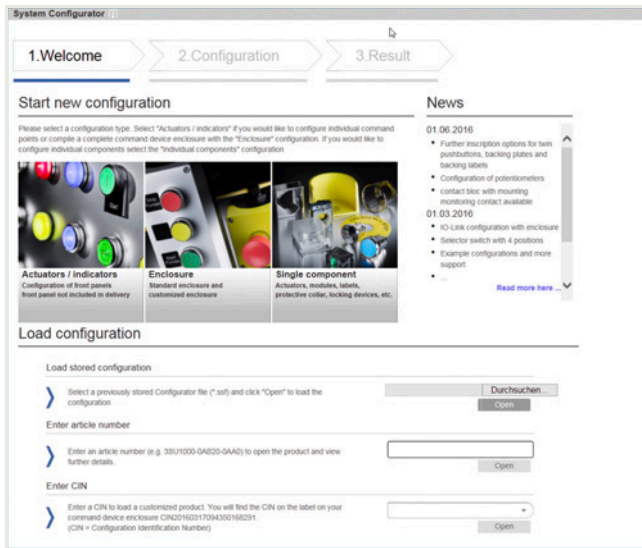 System Configurator
1.Welcome
2.Configuration
3.Result
Start new configuration
Please select a configuration type. Select "Actuators / indicators" if you would like to configure individual command
points or compile a complete command device enclosure with the "Enclosure" configuration. If you would like to
configure individual components select the "Individual components" configuration
Actuators / indicators
Configuration of front panels
front panel not included in delivery
Enclosure
Standard enclosure and
customized enclosure
Single component
Actuators, modules, labels,
protective collar, locking devices, etc.
News
01.06.2016
Further inscription options for twin
pushbuttons, backing plates and
backing labels
Configuration of potentiometers
contact bloc with mounting
monitoring contact available
01.03.2016
IO-Link configuration with enclosure
Selector switch with 4 positions
Example configurations and more
support
...
Read more here ...
Load configuration
Load stored configuration
Select a previously stored Configurator file (*.ssf) and click "Open" to load the
configuration
Durchsuchen...
Open
Enter article number
Enter an article number (e.g. 3SU1000-0AB20-0AA0) to open the product and view
further details.
Open
Enter CIN
Enter a CIN to load a customized product. You will find the CIN on the label on your
command device enclosure CIN20160317094350168291.
(CIN = Configuration Identification Number)
Open